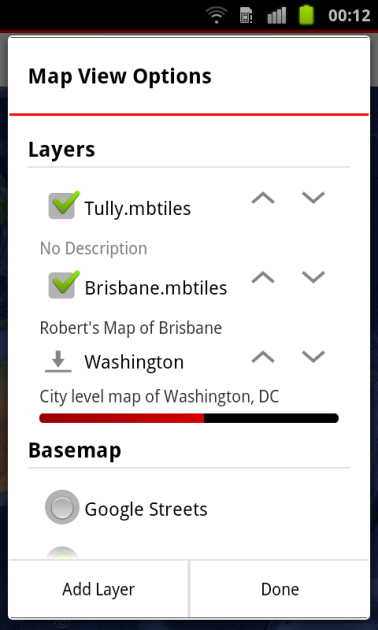 00:12
Map View Options
Layers
Tully.mbtiles
No Description
Brisbane.mbtiles
Robert's Map of Brisbane
Washington
City level map of Washington, DC
Basemap
Google Streets
Add Layer
Done